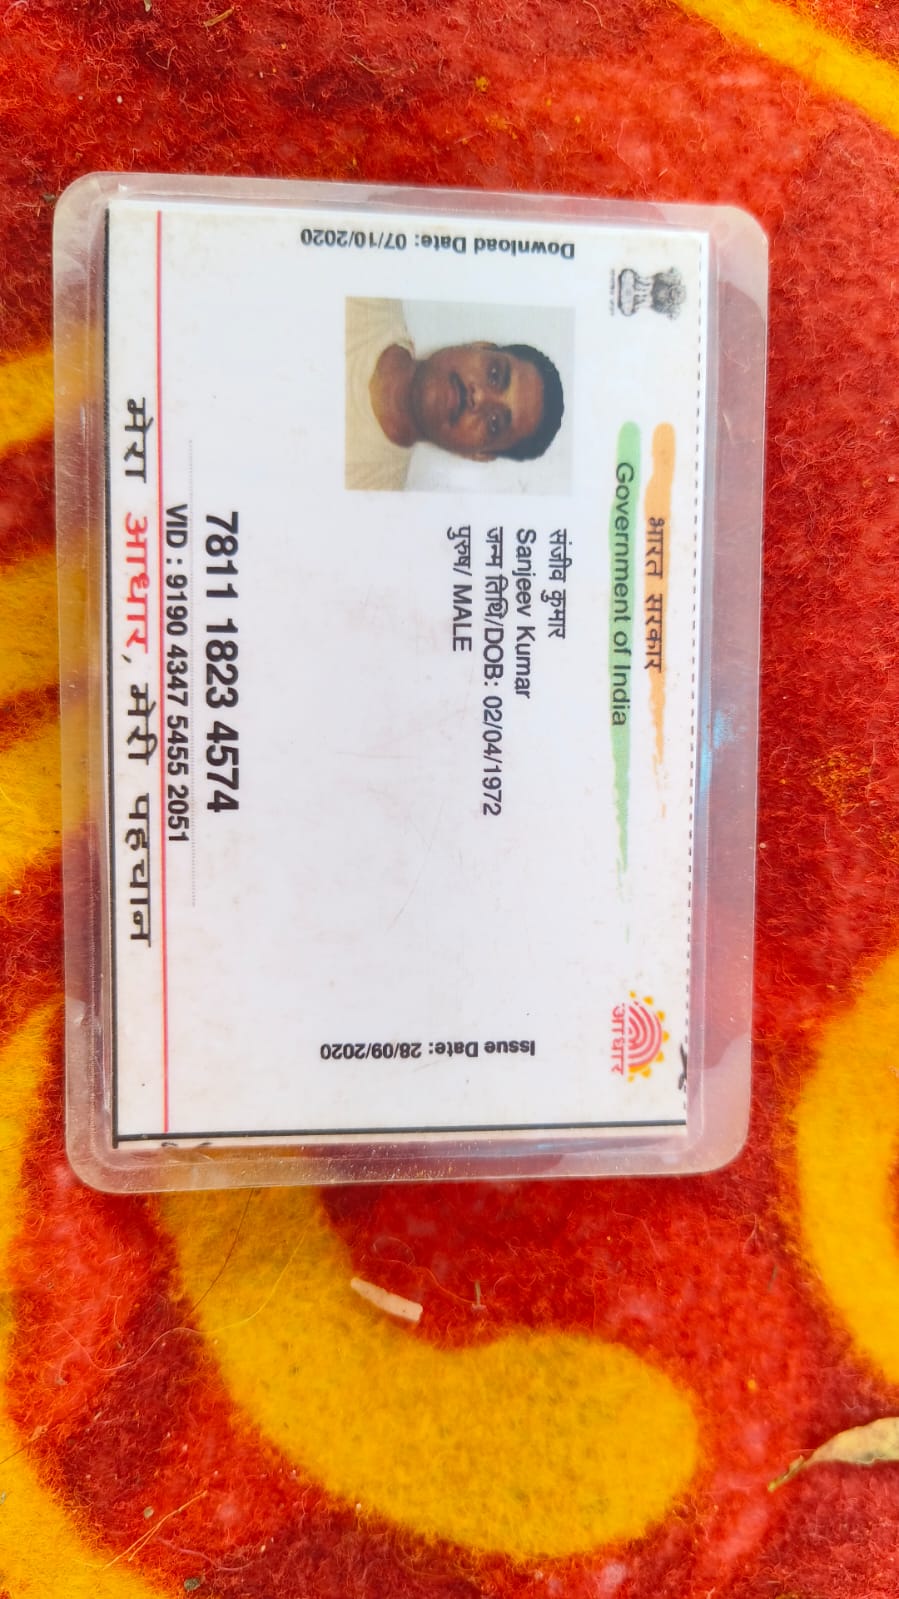 भारत सरकार
Government of India
Download Date: 07/10/2020
संजीव कुमार
Sanjeev Kumar
जन्म तिथि/DOB: 02/04/1972
पुरुष/ MALE
Issue Date: 28/09/2020
आधार
7811 1823 4574
VID : 9190 4347 5455 2051
मेरा आधार, मेरी पहचान